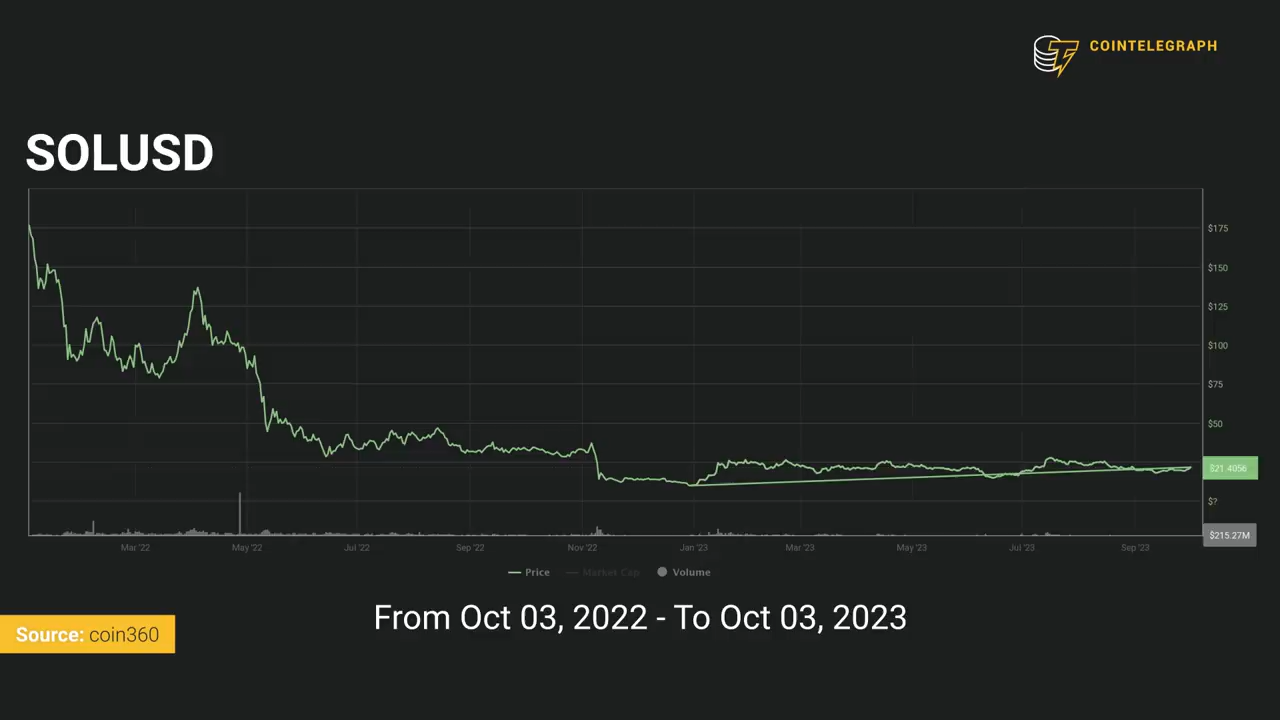 COINTELEGRAPH
SOLUSD
$175
$150
$125
$100
$75
$50
$21.4056
$?
$215.27M
Mar '22 May '22 Jul '22 Sep '22 Nov '22 Jan '23 Mar '23 May '23 Jul '23 Sep '23
Price Market Cap Volume
From Oct 03, 2022 - To Oct 03, 2023
Source: coin360